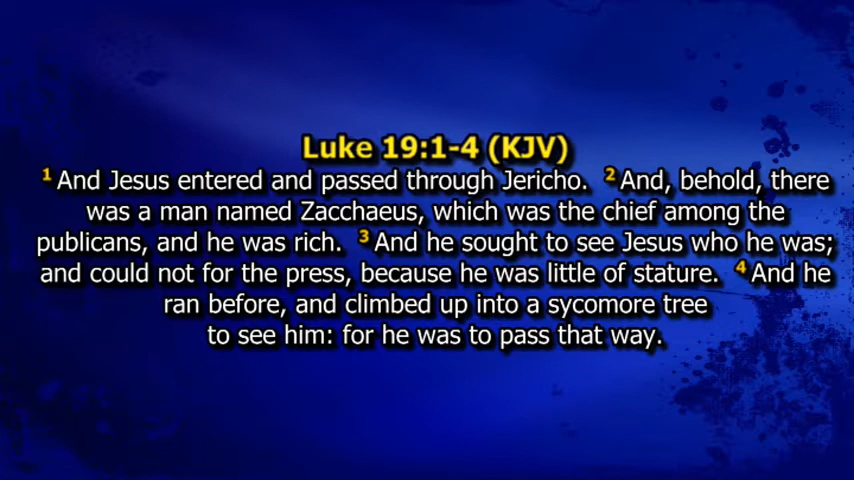 Luke 19:1-4 (KJV)
1 And Jesus entered and passed through Jericho. 2 And, behold, there
was a man named Zacchaeus, which was the chief among the
publicans, and he was rich. 3 And he sought to see Jesus who he was;
and could not for the press, because he was little of stature. 4 And he
ran before, and climbed up into a sycomore tree
to see him: for he was to pass that way.